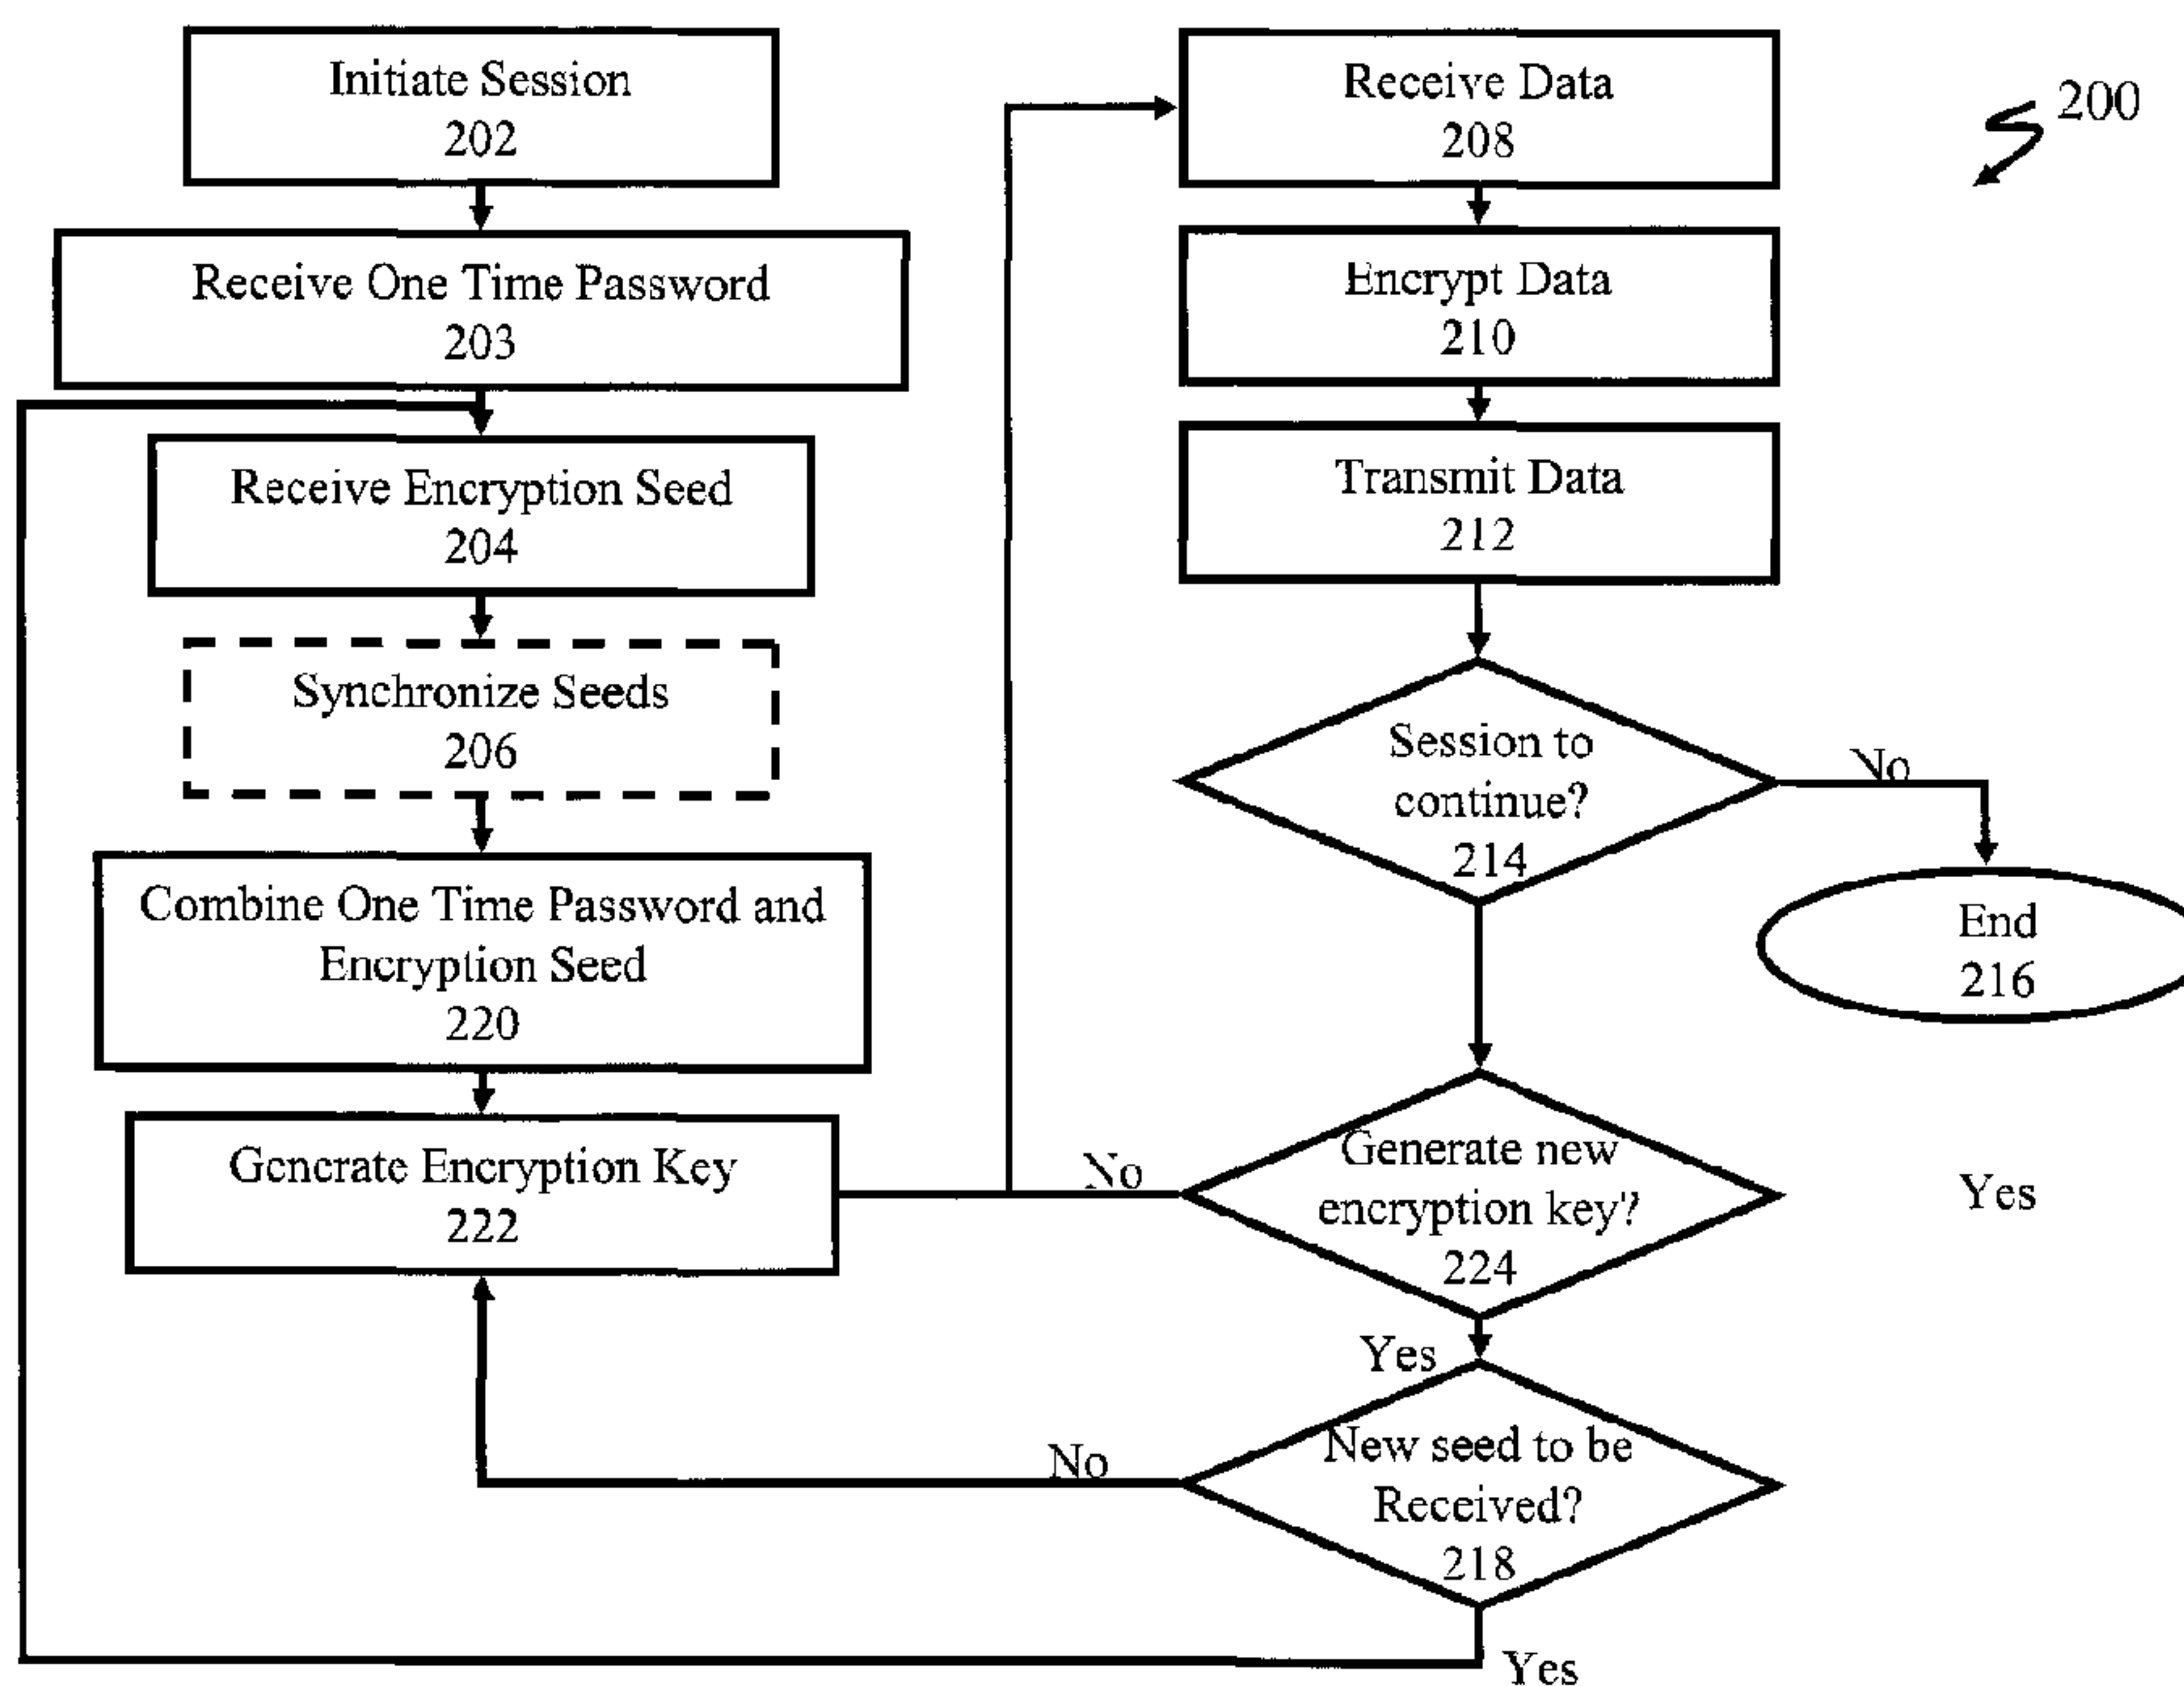 Initiate Session
202
Receive One Time Password
203
Receive Encryption Seed
204
Synchronize Seeds
206
Combine One Time Password and
Encryption Seed
220
Generate Encryption Key
222
Receive Data
208
Encrypt Data
210
Transmit Data
212
Session to
continue?
214
No
End
216
Generate new
encryption key?
224
No
Yes
Yes
New seed to be
Received?
218
No
Yes
200